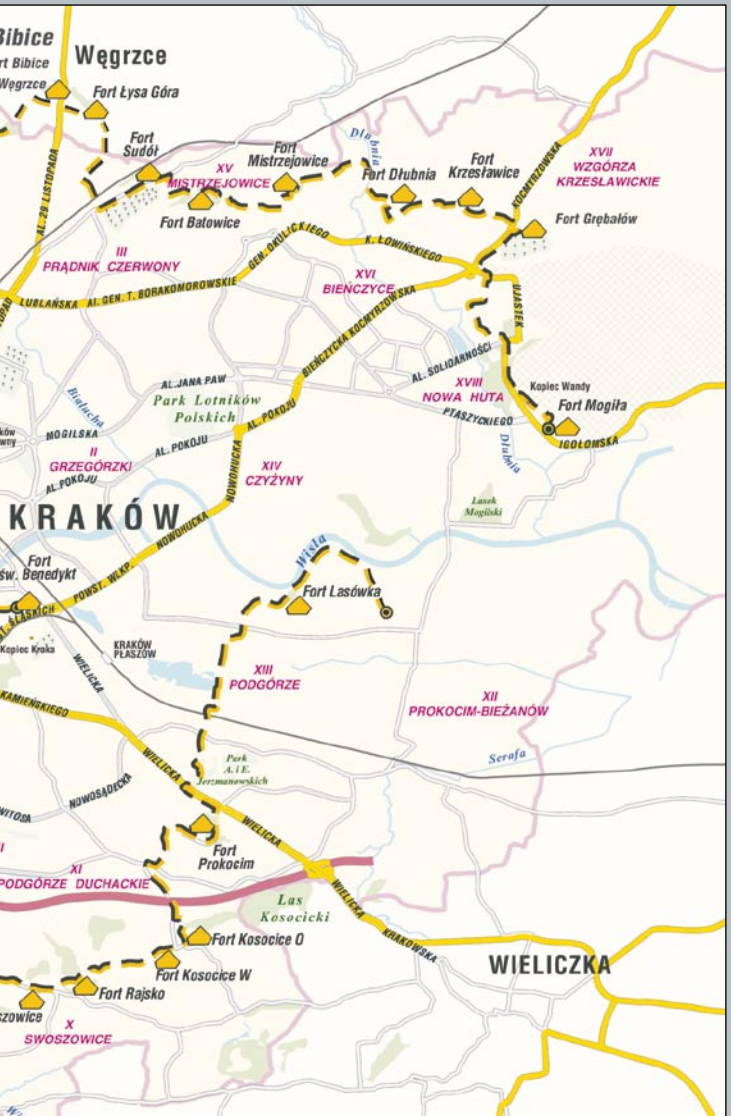 Bibice
rt Bibice
Węgrzce
Węgrzce
Fort Łysa Góra
AL. 29 LISTOPADA
Fort
Sudół
XV
MISTRZEJOWICE
Fort
Mistrzejowice
Fort Batowice
Dłubnia
Fort Dłubnia
Fort
Krzesławice
KOCMYRZOWSKA
XVII
WZGÓRZA
KRZESŁAWICKIE
Fort Grębałów
III
PRĄDNIK CZERWONY
GEN. OKULICKIEGO
K. ŁOWIŃSKIEGO
XVI
BIEŃCZYCE
LUBLAŃSKA
Al. GEN. T. BORAKOMOROWSKIE
OPAD
UJASTEK
BIEŃCZYCKA KOCMYRZOWSKA
AL. SOLIDARNOŚCI
AL.JANA PAW
Park Lotników
Polskich
XVIII
NOWA HUTA
Kopiec Wandy
Fort Mogiła
PTASZYCKIEGO
IGOŁOMSKA
Białucha
MOGILSKA
AL. POKOJU
AL. POKOJU
II
GRZEGÓRZKI
AL.POKOJU
NOWOHUCKA
XIV
CZYŻYNY
Dłubnia
Lasek
Mogilski
KRAKÓW
NOWOHUCKA
Wisła
Fort
św. Benedykt
POWST. WLKP.
T. ŚLĄSKICH
Fort Lasówka
Kopiec Kraka
KRAKÓW
PŁASZÓW
WIELICKA
XIII
PODGÓRZE
XII
PROKOCIM-BIEŻANÓW
KAMIEŃSKIEGO
WIELICKA
Park
A. i E.
Jerzmanowskich
Serafa
NOWOSĄDECKA
WITOSA
WIELICKA
Fort
Prokocim
XI
PODGÓRZE DUCHACKIE
Las
Kosocicki
WIELICKA
KRAKOWSKA
Fort Kosocice O
Fort Kosocice W
WIELICZKA
Fort Rajsko
szowice
X
SWOSZOWICE